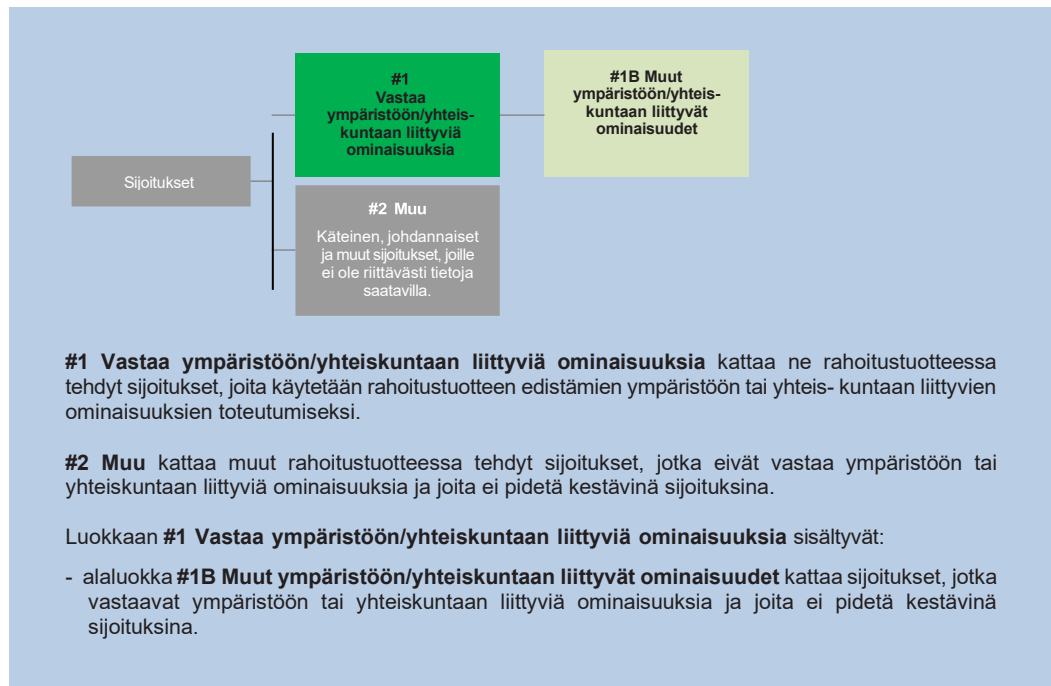 #1
Vastaa
ympäristöön/yhteis-
kuntaan liittyviä
ominaisuuksia
#1B Muut
ympäristöön/yhteis-
kuntaan liittyvät
ominaisuudet
Sijoitukset
#2 Muu
Käteinen, johdannaiset
ja muut sijoitukset, joille
ei ole riittävästi tietoja
saatavilla.
#1 Vastaa ympäristöön/yhteiskuntaan liittyviä ominaisuuksia kattaa ne rahoitustuotteessa
tehdyt sijoitukset, joita käytetään rahoitustuotteen edistämien ympäristöön tai yhteis- kuntaan liittyvien
ominaisuuksien toteutumiseksi.
#2 Muu kattaa muut rahoitustuotteessa tehdyt sijoitukset, jotka eivät vastaa ympäristöön tai
yhteiskuntaan liittyviä ominaisuuksia ja joita ei pidetä kestävinä sijoituksina.
Luokkaan #1 Vastaa ympäristöön/yhteiskuntaan liittyviä ominaisuuksia sisältyvät:
- alaluokka #1B Muut ympäristöön/yhteiskuntaan liittyvät ominaisuudet kattaa sijoitukset, jotka
vastaavat ympäristöön tai yhteiskuntaan liittyviä ominaisuuksia ja joita ei pidetä kestävinä
sijoituksina.